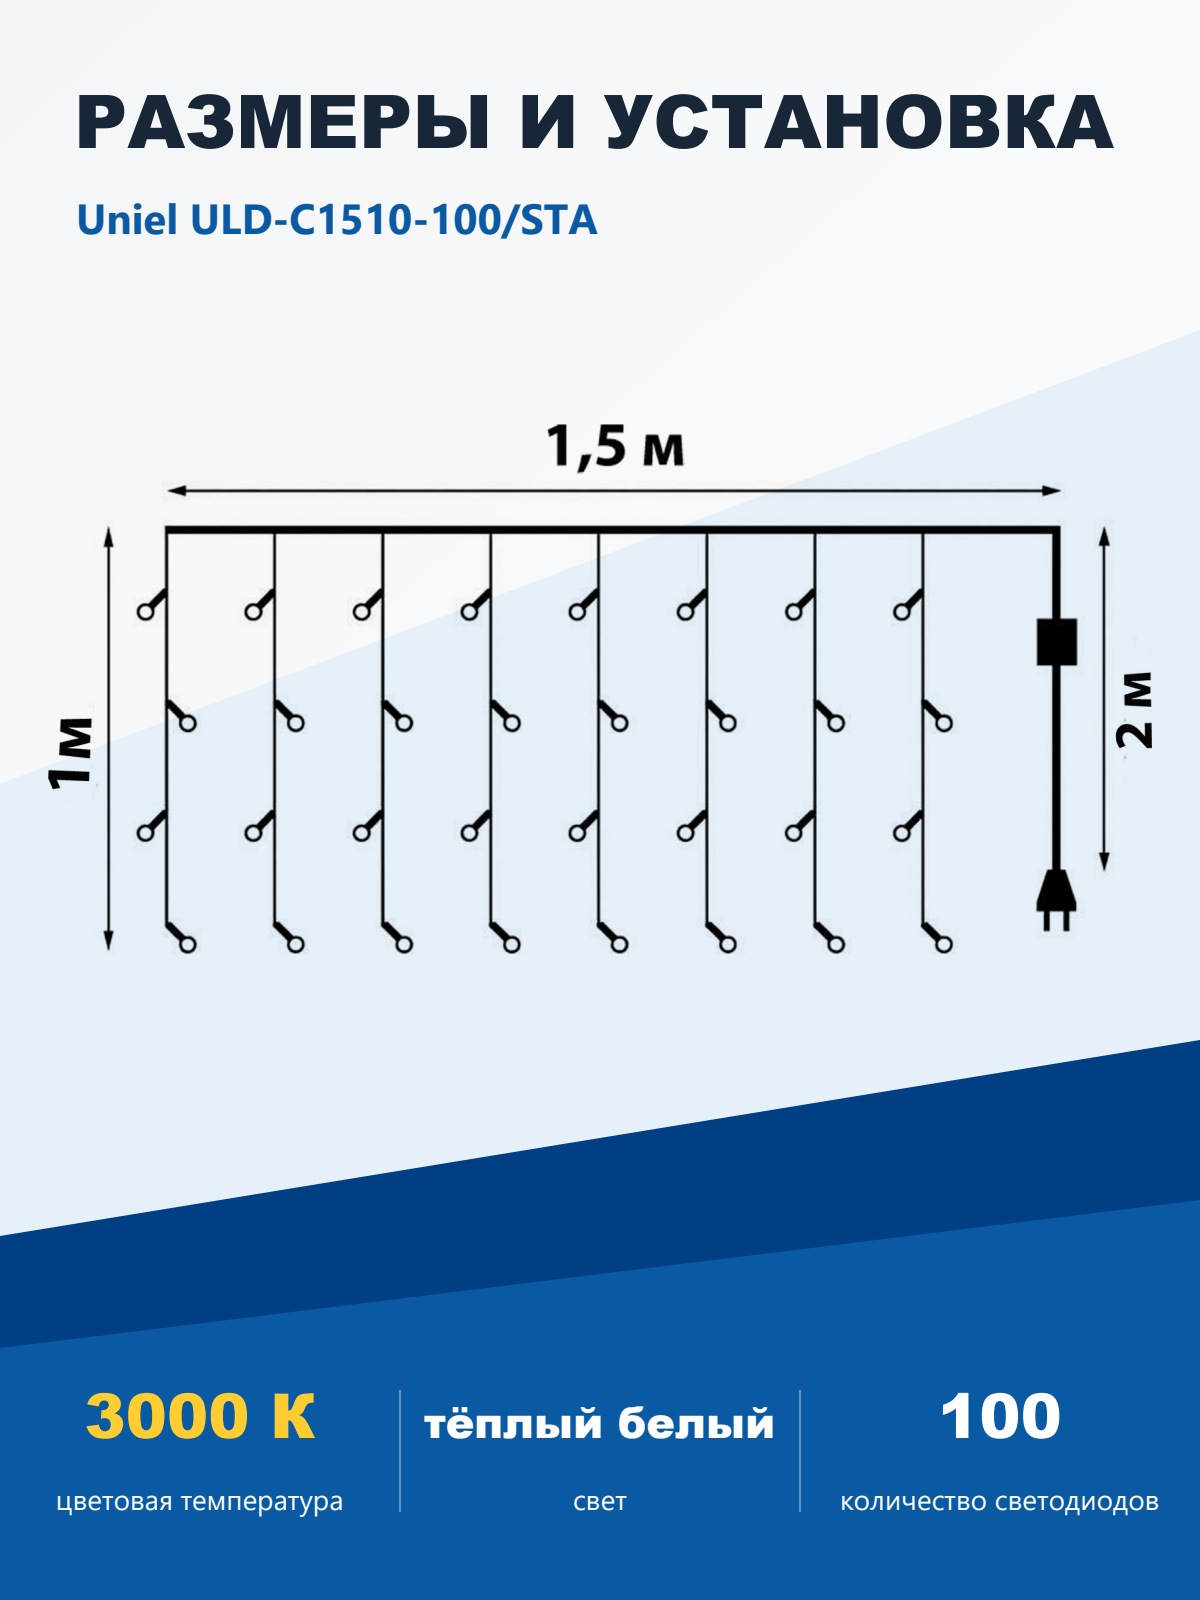 РАЗМЕРЫ И УСТАНОВКА
Uniel ULD-C1510-100/STA
1,5 м
1м
2 м
3000 К
цветовая температура
тёплый белый
свет
100
количество светодиодов